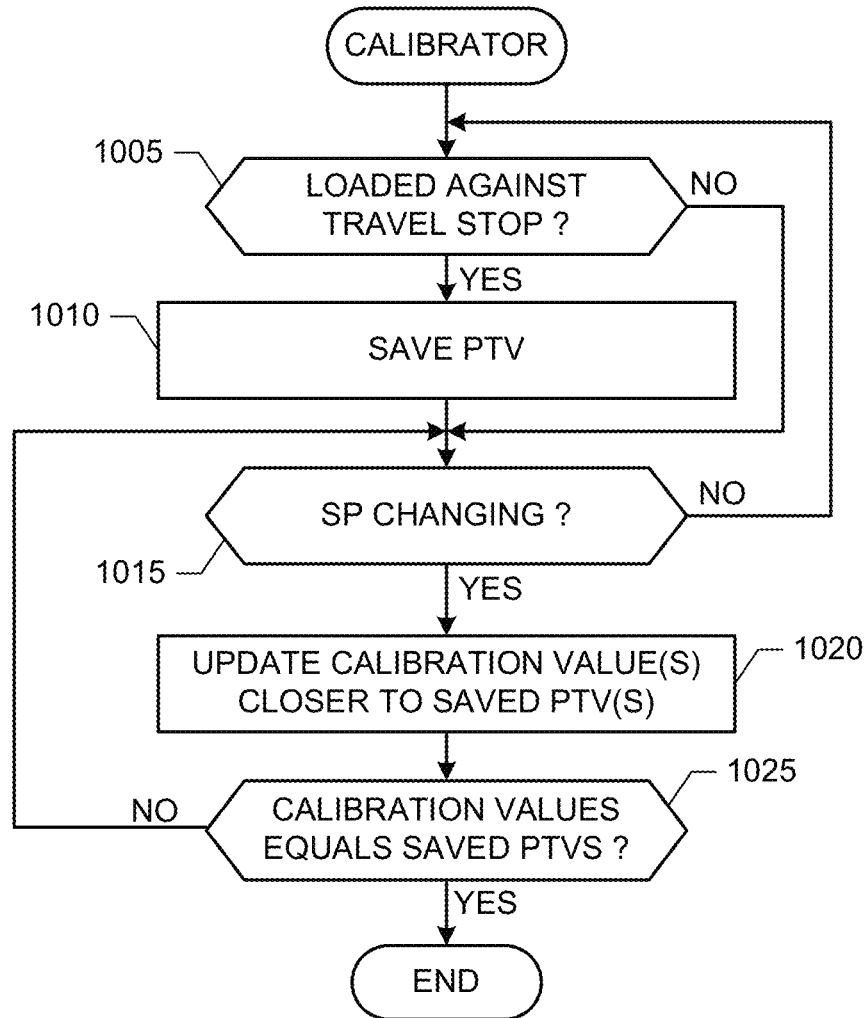 CALIBRATOR
1005
LOADED AGAINST
TRAVEL STOP ?
NO
YES
1010
SAVE PTV
SP CHANGING ?
NO
1015
YES
UPDATE CALIBRATION VALUE(S)
CLOSER TO SAVED PTV(S)
1020
1025
NO
CALIBRATION VALUES
EQUALS SAVED PTVS ?
YES
END